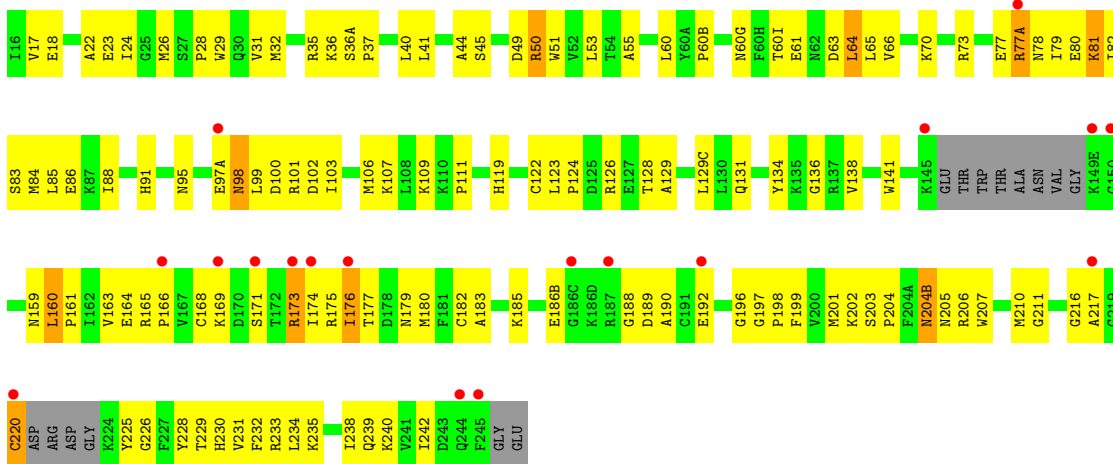 I16 V17 E18 A22 E23 I24 G25 M26 S27 P28 W29 Q30 V31 M32 R35 K36 S36A P37 L40 L41 A44 S45 D49 R50 W51 V52 L53 T54 A55 L60 Y60A P60B N60G F60H T60I E61 N62 D63 L64 L65 V66 K70 R73 E77 R77A N78 I79 E80 K81 I82
S83 M84 L85 E86 K87 I88 H91 N95 E97A N98 L99 D100 R101 D102 I103 M106 K107 L108 K109 K110 P111 H119 C122 L123 P124 D125 R126 E127 T128 A129 L129C L130 Q131 Y134 K135 G136 R137 V138 W141 K145 GLU THR TRP THR ALA ASN VAL GLY K149E G150
N159 L160 P161 I162 V163 E164 R165 P166 V167 C168 K169 D170 S171 T172 R173 I174 R175 I176 T177 D178 N179 M180 F181 C182 A183 K185 E186B G186C K186D R187 G188 D189 A190 C191 E192 G196 G197 P198 F199 V200 M201 K202 S203 P204 F204A N204B N205 R206 W207 M210 G211 G216 A217 G219
C220 ASP ARG ASP GLY K224 Y225 G226 F227 Y228 T229 H230 V231 F232 R233 L234 K235 I238 Q239 K240 V241 I242 D243 Q244 F245 GLY GLU